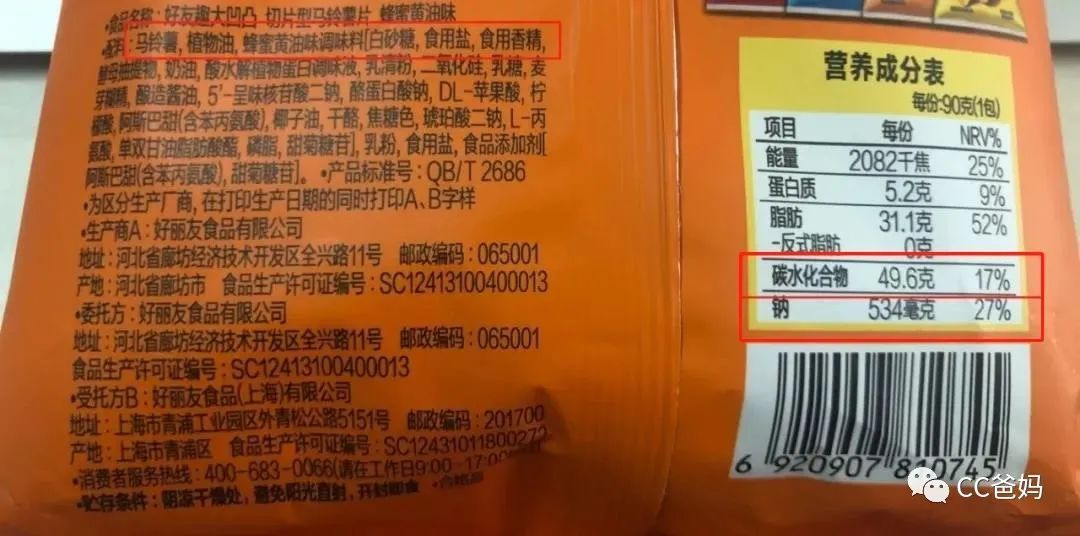 •食品名称: 好友趣大凹凸 切片型马铃薯片 蜂蜜黄油味
•配料: 马铃薯, 植物油, 蜂蜜黄油味调味料[白砂糖, 食用盐, 食用香精,
酵母抽提物, 奶油, 酸水解植物蛋白调味液, 乳清粉, 二氧化硅, 乳糖, 麦
芽糊精, 酿造酱油, 5'-呈味核苷酸二钠, 酪蛋白酸钠, DL-苹果酸, 柠
檬酸, 阿斯巴甜(含苯丙氨酸), 椰子油, 干酪, 焦糖色, 琥珀酸二钠, L-丙
氨酸, 单双甘油脂肪酸酯, 磷脂, 甜菊糖苷], 乳粉, 食用盐, 食品添加剂[
阿斯巴甜(含苯丙氨酸), 甜菊糖苷]。 •产品标准号: QB/T 2686
•为区分生产厂商, 在打印生产日期的同时打印A、B字样
•生产商A: 好丽友食品有限公司
地址: 河北省廊坊经济技术开发区全兴路11号 邮政编码: 065001
产地: 河北省廊坊市 食品生产许可证编号: SC12413100400013
•委托方: 好丽友食品有限公司
地址: 河北省廊坊经济技术开发区全兴路11号 邮政编码: 065001
食品生产许可证编号: SC12413100400013
•受托方B: 好丽友食品(上海)有限公司
地址: 上海市青浦工业园区外青松公路5151号 邮政编码: 201700
产地: 上海市青浦区 食品生产许可证编号: SC12431011800272
•消费者服务热线: 400-683-0066(请在工作日9:00-17:00
•贮存条件: 阴凉干燥处, 避免阳光直射, 开封即食
营养成分表
每份:90克(1包)
项目 每份 NRV%
能量 2082千焦 25%
蛋白质 5.2克 9%
脂肪 31.1克 52%
-反式脂肪 0克
碳水化合物 49.6克 17%
钠 534毫克 27%
6 920907 810745
CC爸妈